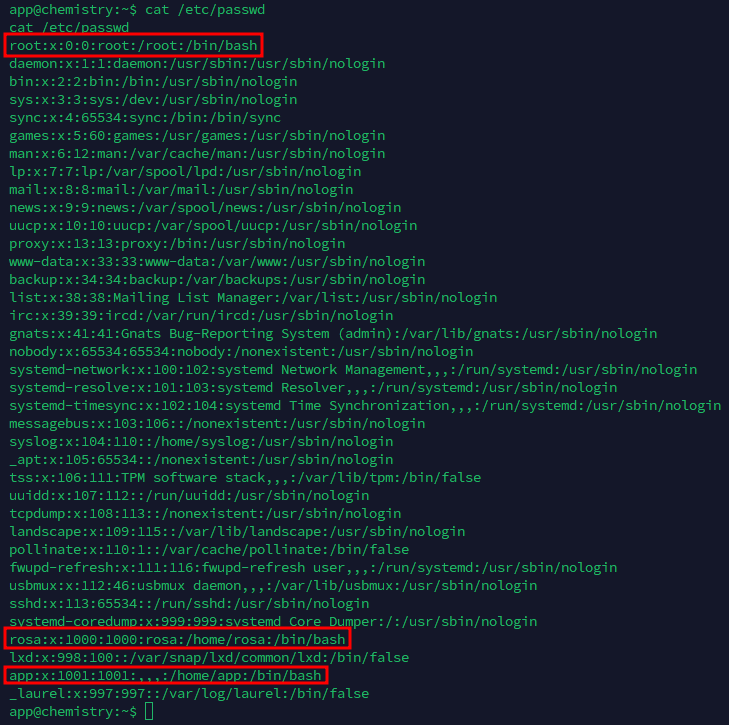 app@chemistry:~$ cat /etc/passwd
cat /etc/passwd
root:x:0:0:root:/root:/bin/bash
daemon:x:1:1:daemon:/usr/sbin:/usr/sbin/nologin
bin:x:2:2:bin:/bin:/usr/sbin/nologin
sys:x:3:3:sys:/dev:/usr/sbin/nologin
sync:x:4:65534:sync:/bin:/bin/sync
games:x:5:60:games:/usr/games:/usr/sbin/nologin
man:x:6:12:man:/var/cache/man:/usr/sbin/nologin
lp:x:7:7:lp:/var/spool/lpd:/usr/sbin/nologin
mail:x:8:8:mail:/var/mail:/usr/sbin/nologin
news:x:9:9:news:/var/spool/news:/usr/sbin/nologin
uucp:x:10:10:uucp:/var/spool/uucp:/usr/sbin/nologin
proxy:x:13:13:proxy:/bin:/usr/sbin/nologin
www-data:x:33:33:www-data:/var/www:/usr/sbin/nologin
backup:x:34:34:backup:/var/backups:/usr/sbin/nologin
list:x:38:38:Mailing List Manager:/var/list:/usr/sbin/nologin
irc:x:39:39:ircd:/var/run/ircd:/usr/sbin/nologin
gnats:x:41:41:Gnats Bug-Reporting System (admin):/var/lib/gnats:/usr/sbin/nologin
nobody:x:65534:65534:nobody:/nonexistent:/usr/sbin/nologin
systemd-network:x:100:102:systemd Network Management,,,:/run/systemd:/usr/sbin/nologin
systemd-resolve:x:101:103:systemd Resolver,,,:/run/systemd:/usr/sbin/nologin
systemd-timesync:x:102:104:systemd Time Synchronization,,,:/run/systemd:/usr/sbin/nologin
messagebus:x:103:106::/nonexistent:/usr/sbin/nologin
syslog:x:104:110::/home/syslog:/usr/sbin/nologin
_apt:x:105:65534::/nonexistent:/usr/sbin/nologin
tss:x:106:111:TPM software stack,,,:/var/lib/tpm:/bin/false
uuidd:x:107:112::/run/uuidd:/usr/sbin/nologin
tcpdump:x:108:113::/nonexistent:/usr/sbin/nologin
landscape:x:109:115::/var/lib/landscape:/usr/sbin/nologin
pollinate:x:110:1::/var/cache/pollinate:/bin/false
fwupd-refresh:x:111:116:fwupd-refresh user,,,:/run/systemd:/usr/sbin/nologin
usbmux:x:112:46:usbmux daemon,,,:/var/lib/usbmux:/usr/sbin/nologin
sshd:x:113:65534::/run/sshd:/usr/sbin/nologin
systemd-coredump:x:999:999:systemd Core Dumper:/:/usr/sbin/nologin
rosa:x:1000:1000:rosa:/home/rosa:/bin/bash
lxd:x:998:100::/var/snap/lxd/common/lxd:/bin/false
app:x:1001:1001:,,,:/home/app:/bin/bash
_laurel:x:997:997::/var/log/laurel:/bin/false
app@chemistry:~$